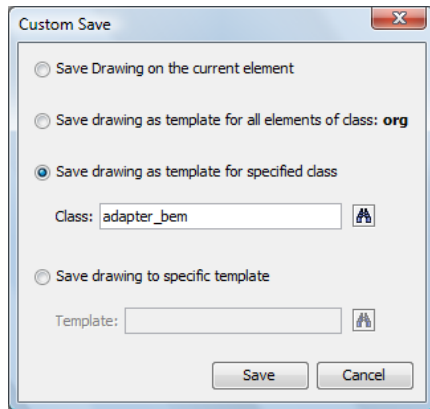 Custom Save
Save Drawing on the current element
Save drawing as template for all elements of class: org
Save drawing as template for specified class
Class: adapter_bem
Save drawing to specific template
Template:
Save Cancel